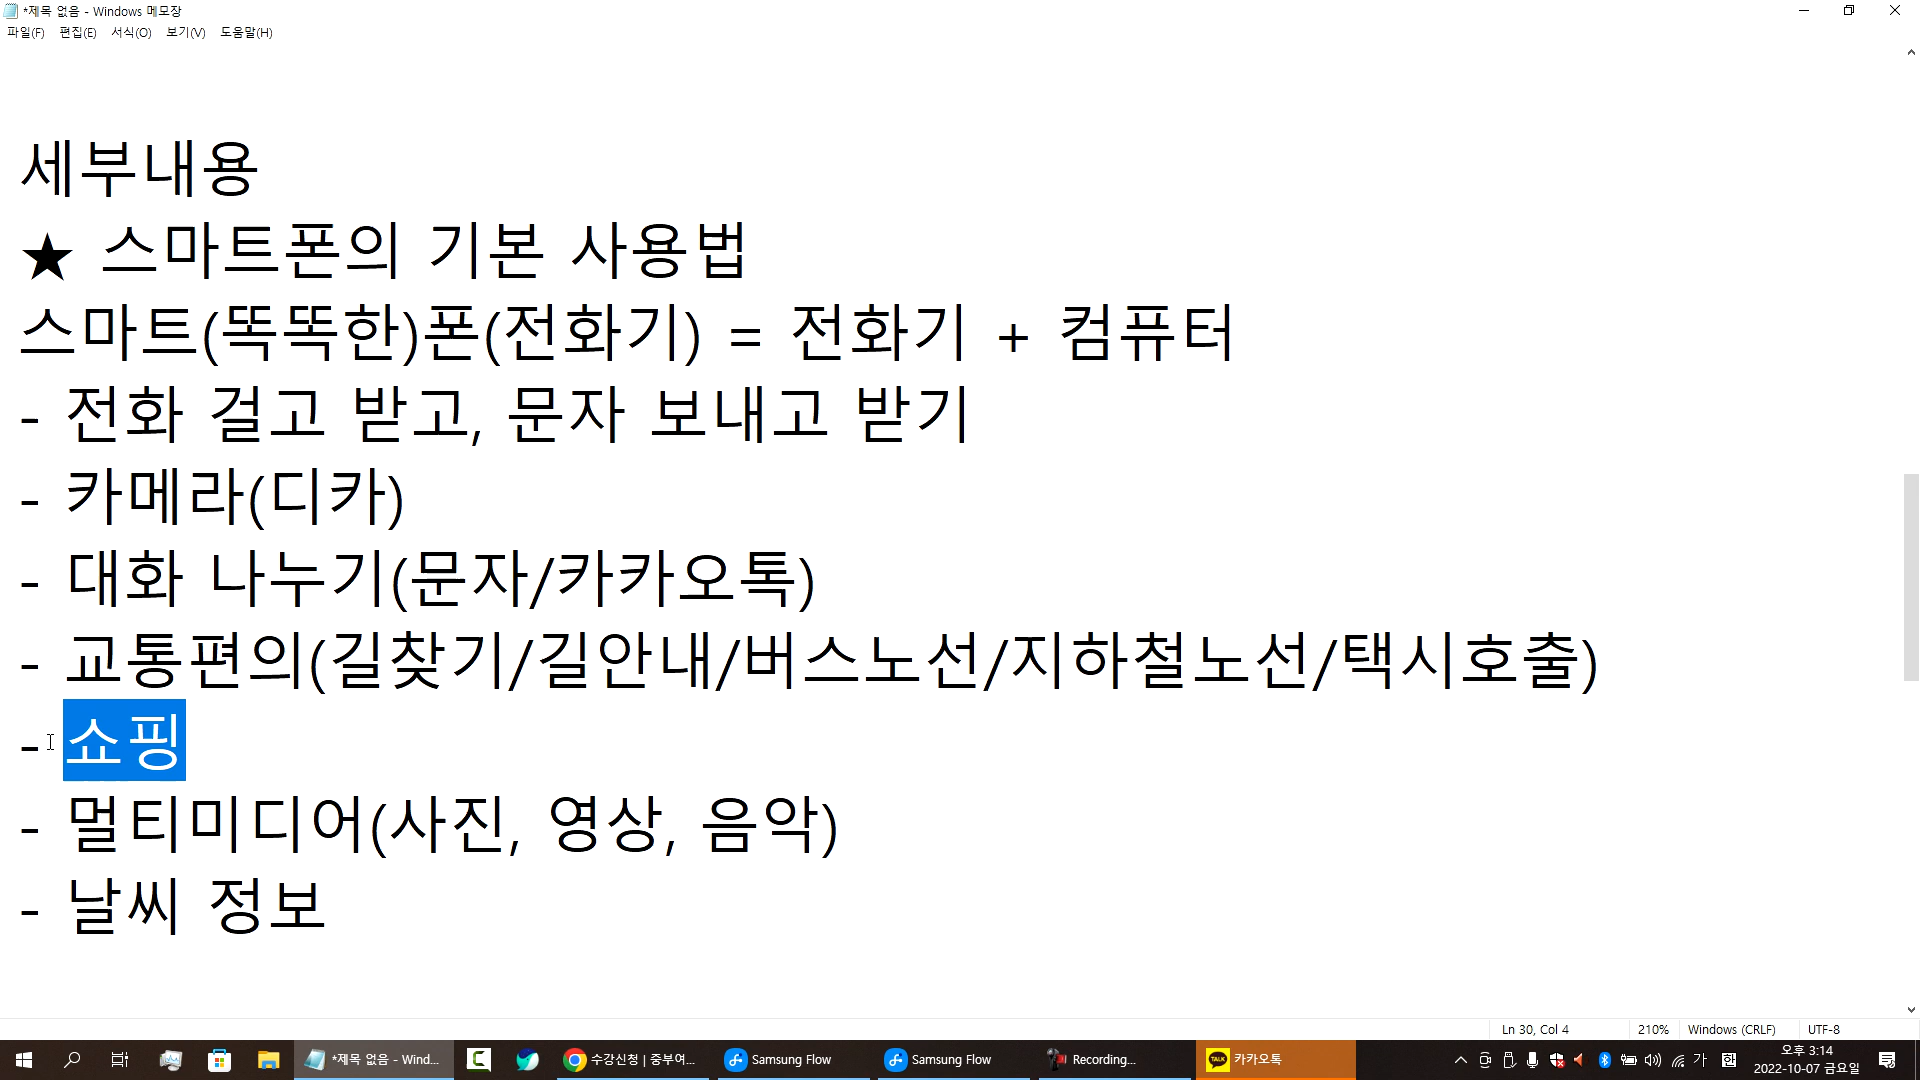 *제목 없음 - Windows 메모장
파일(F) 편집(E) 서식(O) 보기(V) 도움말(H)
세부내용
★ 스마트폰의 기본 사용법
스마트(똑똑한)폰(전화기) = 전화기 + 컴퓨터
- 전화 걸고 받고, 문자 보내고 받기
- 카메라(디카)
- 대화 나누기(문자/카카오톡)
- 교통편의(길찾기/길안내/버스노선/지하철노선/택시호출)
- 쇼핑
- 멀티미디어(사진, 영상, 음악)
- 날씨 정보
Ln 30, Col 4 210% Windows (CRLF) UTF-8
*제목 없음 - Wind... 수강신청 | 중부여... Samsung Flow Samsung Flow Recording... TALK 카카오톡 가 한 오후 3:14
2022-10-07 금요일